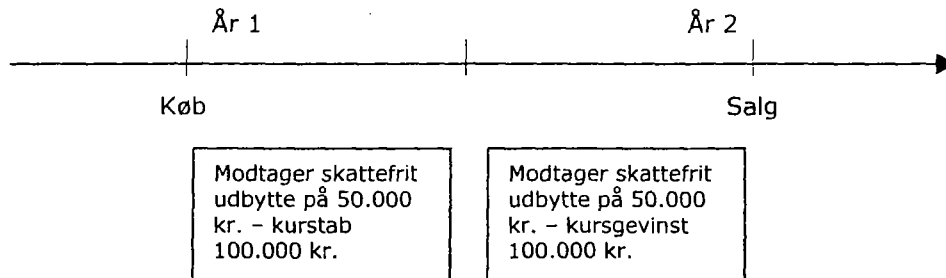 År 1
År 2
Køb
Salg
Modtager skattefrit
udbytte på 50.000
kr. – kurstab
100.000 kr.
Modtager skattefrit
udbytte på 50.000
kr. – kursgevinst
100.000 kr.